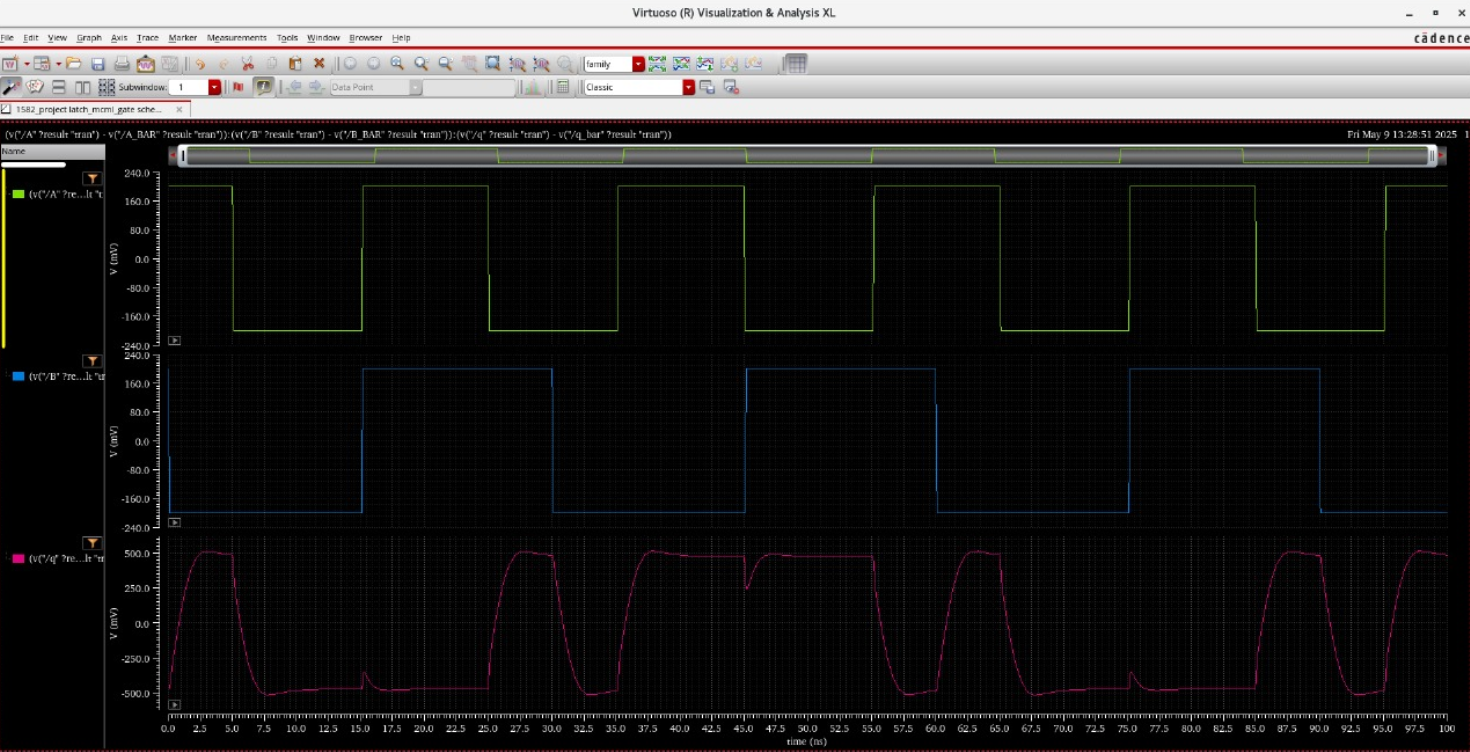 Virtuoso (R) Visualization & Analysis XL
File Edit View Graph Axis Trace Marker Measurements Tools Window Browser Help
cādence
family
Subwindow: 1
Data Point
Classic
1582_project latch_mcml_gate sche...
(v("/A" ?result "tran") - v("/A_BAR" ?result "tran")):(v("/B" ?result "tran") - v("/B_BAR" ?result "tran")):(v("/q" ?result "tran") - v("/q_bar" ?result "tran"))
Fri May 9 13:28:51 2025 1
Name
(v("/A" ?re...lt "t
V (mV)
240.0
160.0
80.0
0.0
-80.0
-160.0
-240.0
(v("/B" ?re...lt "tr
V (mV)
240.0
160.0
80.0
0.0
-80.0
-160.0
-240.0
(v("/q" ?re...lt "tr
V (mV)
500.0
250.0
0.0
-250.0
-500.0
0.0 2.5 5.0 7.5 10.0 12.5 15.0 17.5 20.0 22.5 25.0 27.5 30.0 32.5 35.0 37.5 40.0 42.5 45.0 47.5 50.0 52.5 55.0 57.5 60.0 62.5 65.0 67.5 70.0 72.5 75.0 77.5 80.0 82.5 85.0 87.5 90.0 92.5 95.0 97.5 100
time (ns)